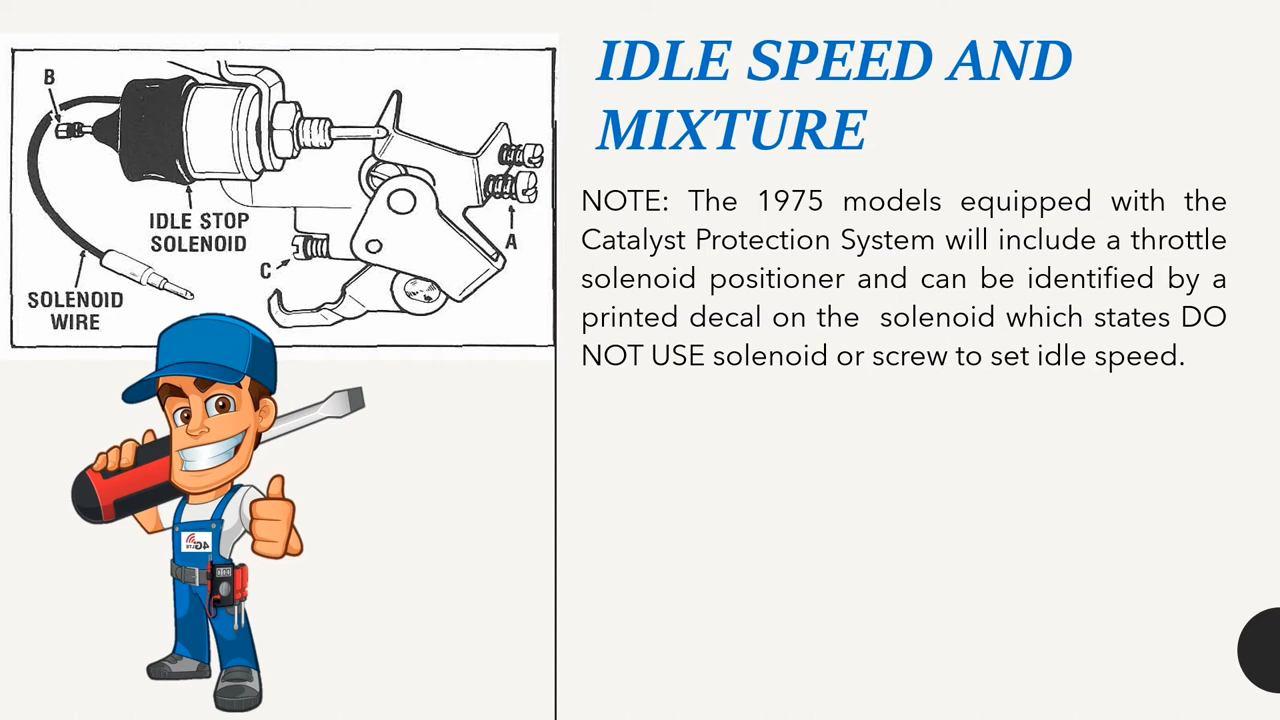 IDLE SPEED AND
MIXTURE
NOTE: The 1975 models equipped with the
Catalyst Protection System will include a throttle
solenoid positioner and can be identified by a
printed decal on the solenoid which states DO
NOT USE solenoid or screw to set idle speed.
B
IDLE STOP
SOLENOID
A
C
SOLENOID
WIRE
4G LTE